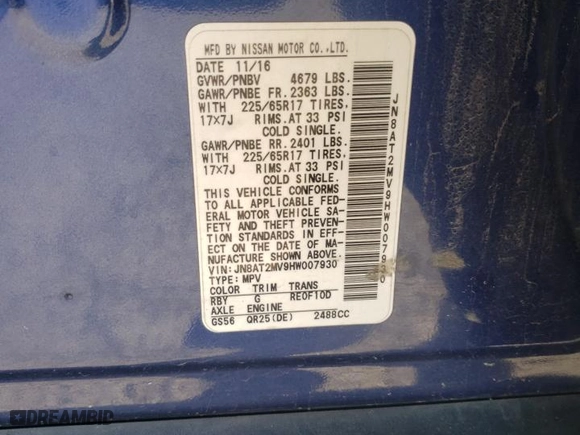 MFD BY NISSAN MOTOR CO.,LTD.
DATE 11/16
GVWR/PNBV 4679 LBS.
GAWR/PNBE FR. 2363 LBS.
WITH 225/65R17 TIRES,
17×7J RIMS.AT 33 PSI
COLD SINGLE.
GAWR/PNBE RR. 2401 LBS.
WITH 225/65R17 TIRES,
17×7J RIMS.AT 33 PSI
COLD SINGLE.
THIS VEHICLE CONFORMS
TO ALL APPLICABLE FED-
ERAL MOTOR VEHICLE SA-
FETY AND THEFT PREVEN-
TION STANDARDS IN EFF-
ECT ON THE DATE OF MA-
NUFACTURE SHOWN ABOVE.
VIN: JN8AT2MV9HW007930
TYPE: MPV
COLOR TRIM TRANS
RBY G RE0F10D
AXLE ENGINE
GS56 QR25(DE) 2488CC
JN8AT2MV9HW007930
DREAMBID